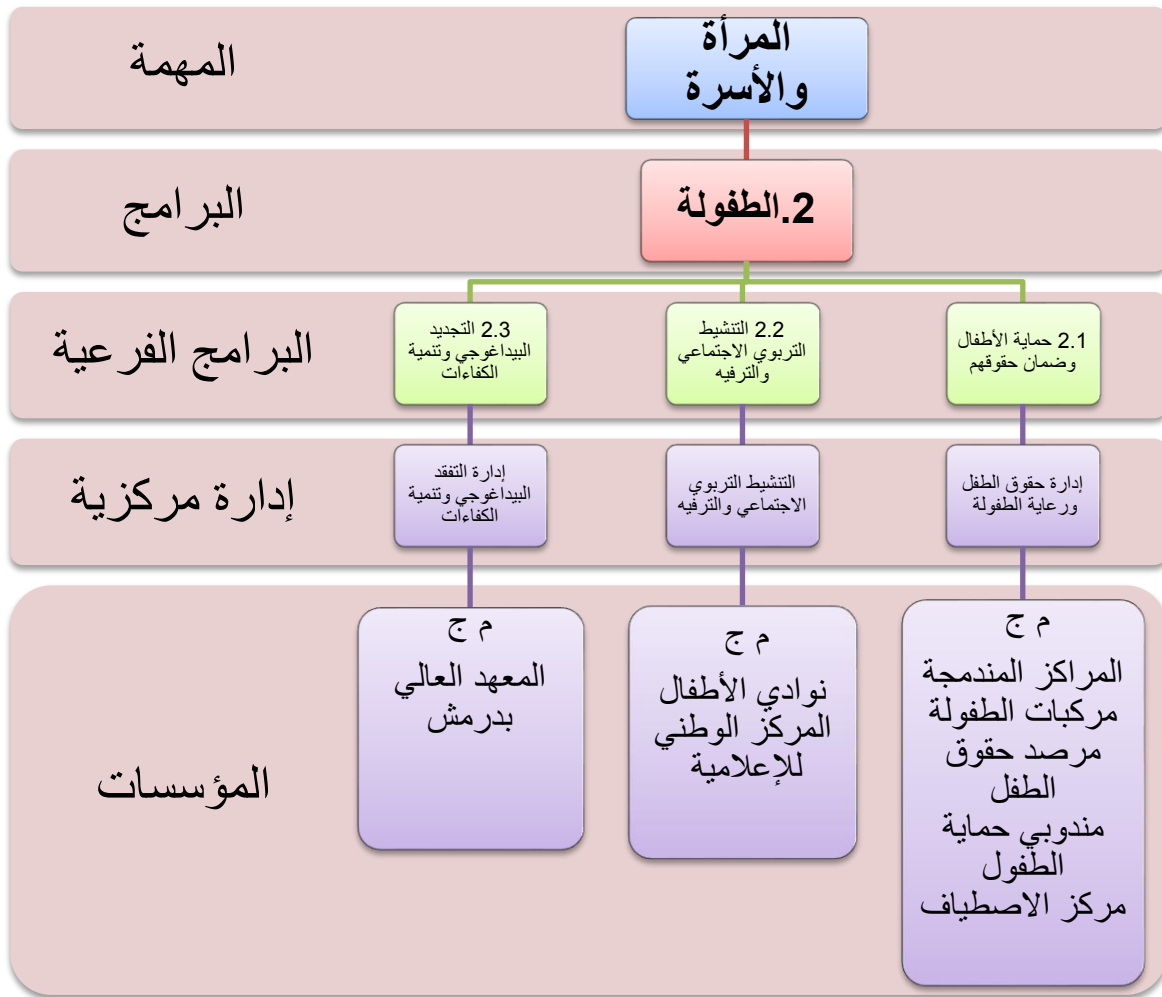 المهمة
المرأة
والأسرة
البرامج
2.الطفولة
البرامج الفرعية
2.1 حماية الأطفال
وضمان حقوقهم
2.2 التنشيط
التربوي الاجتماعي
والترفيه
2.3 التجديد
البيداغوجي وتنمية
الكفاءات
إدارة مركزية
إدارة حقوق الطفل
ورعاية الطفولة
التنشيط التربوي
الاجتماعي والترفيه
إدارة التفقد
البيداغوجي وتنمية
الكفاءات
المؤسسات
م ج
المراكز المندمجة
مركبات الطفولة
مرصد حقوق
الطفل
مندوبي حماية
الطفول
مركز الاصطياف
م ج
نوادي الأطفال
المركز الوطني
للإعلامية
م ج
المعهد العالي
بدرمش